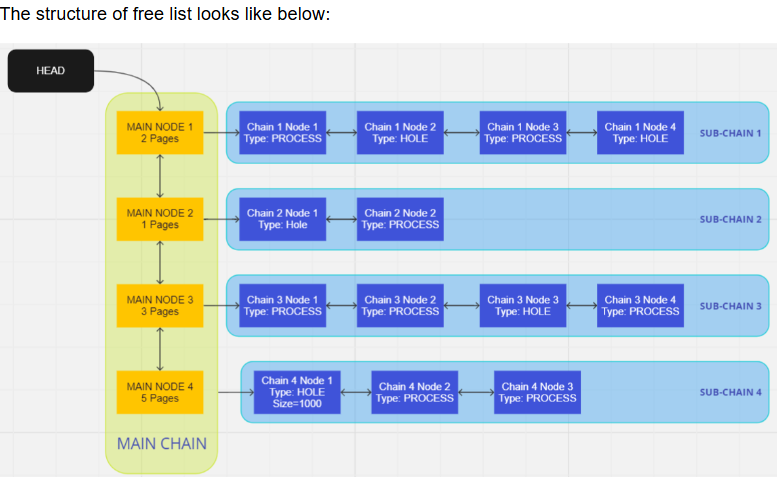 The structure of free list looks like below:
HEAD
MAIN NODE 1
2 Pages
Chain 1 Node 1
Type: PROCESS
Chain 1 Node 2
Type: HOLE
Chain 1 Node 3
Type: PROCESS
Chain 1 Node 4
Type: HOLE
SUB-CHAIN 1
MAIN NODE 2
1 Pages
Chain 2 Node 1
Type: Hole
Chain 2 Node 2
Type: PROCESS
SUB-CHAIN 2
MAIN NODE 3
3 Pages
Chain 3 Node 1
Type: PROCESS
Chain 3 Node 2
Type: PROCESS
Chain 3 Node 3
Type: HOLE
Chain 3 Node 4
Type: PROCESS
SUB-CHAIN 3
MAIN NODE 4
5 Pages
Chain 4 Node 1
Type: HOLE
Size=1000
Chain 4 Node 2
Type: PROCESS
Chain 4 Node 3
Type: PROCESS
SUB-CHAIN 4
MAIN CHAIN